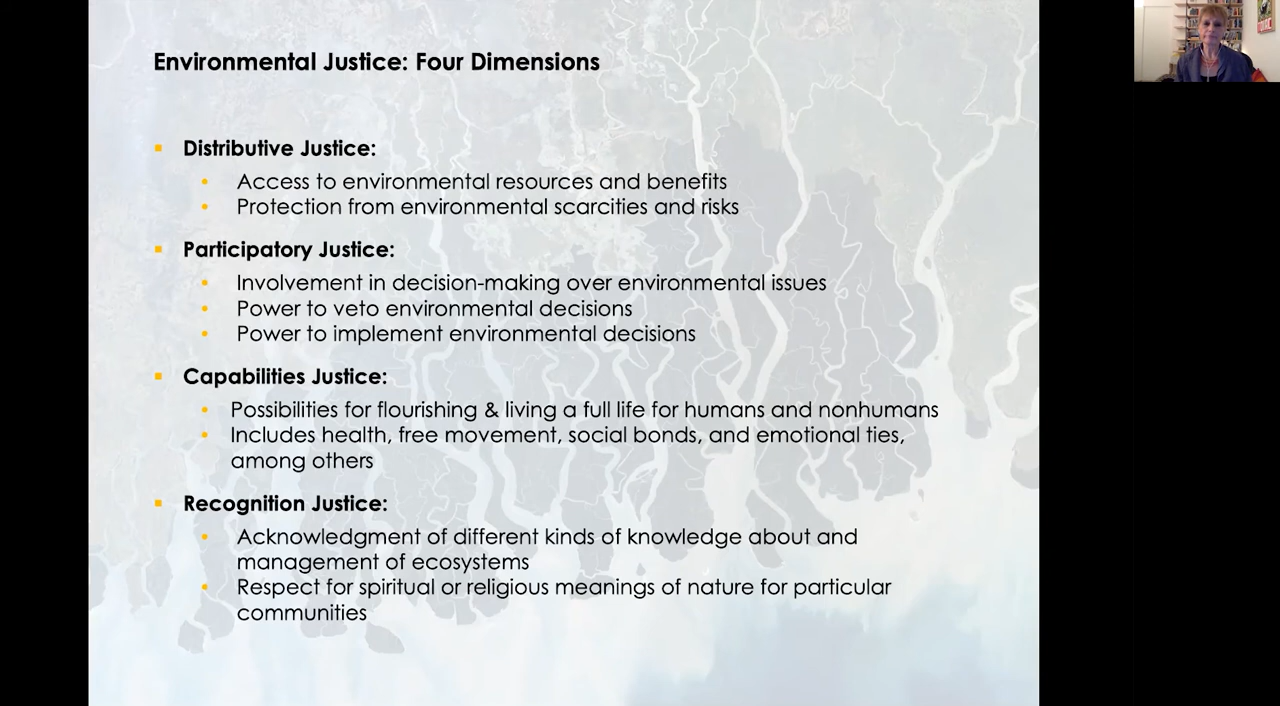 Environmental Justice: Four Dimensions
▪ Distributive Justice:
• Access to environmental resources and benefits
• Protection from environmental scarcities and risks
▪ Participatory Justice:
• Involvement in decision-making over environmental issues
• Power to veto environmental decisions
• Power to implement environmental decisions
▪ Capabilities Justice:
• Possibilities for flourishing & living a full life for humans and nonhumans
• Includes health, free movement, social bonds, and emotional ties,
among others
▪ Recognition Justice:
• Acknowledgment of different kinds of knowledge about and
management of ecosystems
• Respect for spiritual or religious meanings of nature for particular
communities